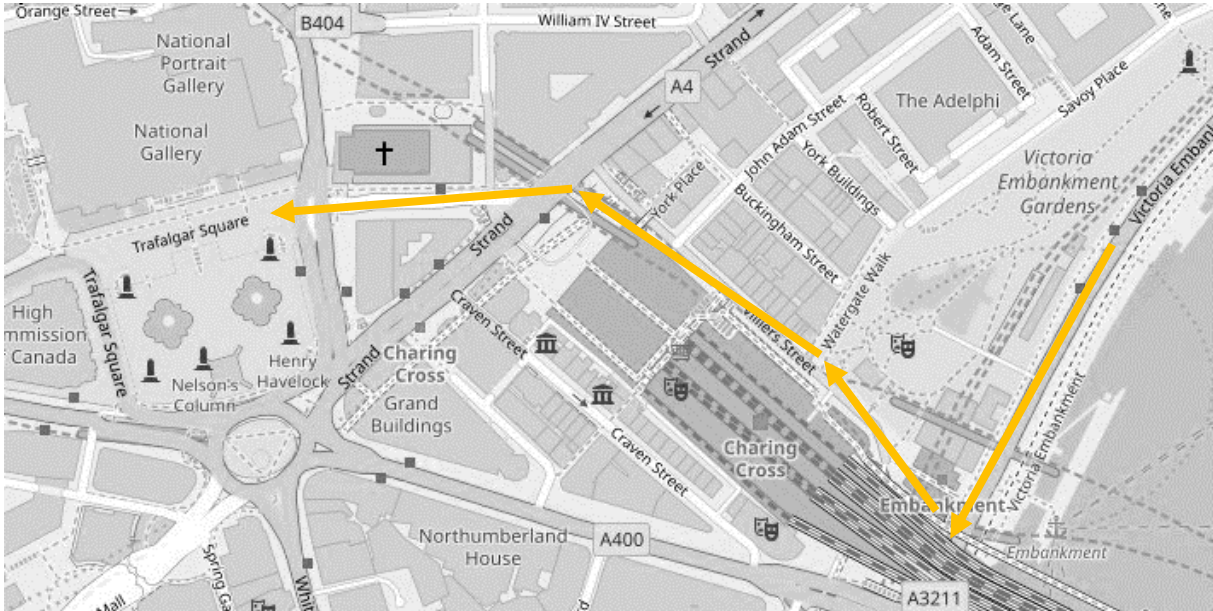 Orange Street
B404
William IV Street
Strand
A4
National
Portrait
Gallery
National
Gallery
Adam Street
Savoy Place
The Adelphi
Robert Street
John Adam Street
York Buildings
York Place
Buckingham Street
Victoria
Embankment
Gardens
Trafalgar Square
Strand
Watergate Walk
Villiers Street
Trafalgar Square
High
Craven Street
Henry
Havelock
Nelson's
Column
Strand
Charing
Cross
Grand
Buildings
Craven Street
Charing
Cross
Victoria Embankment
Embankment
Embankment
Northumberland
House
A400
A3211
Mall